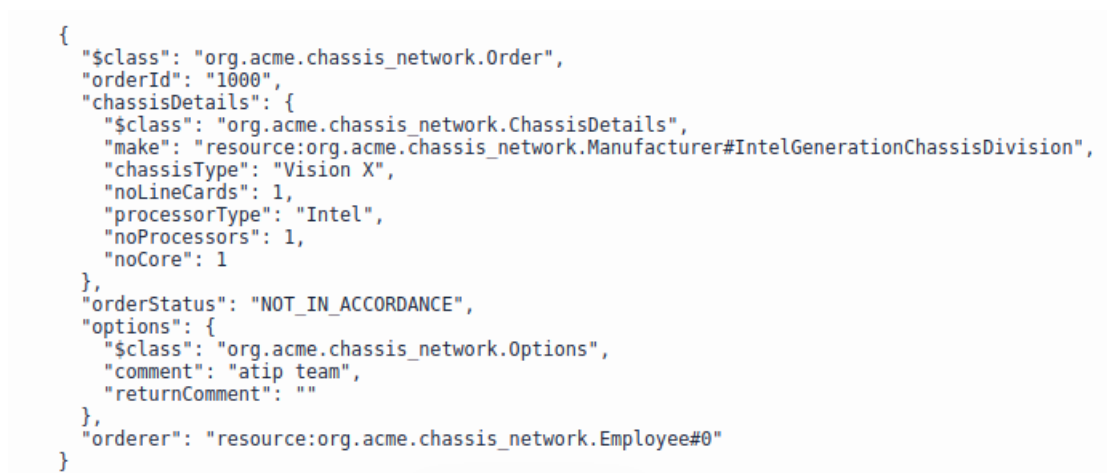 {
"$class": "org.acme.chassis_network.Order",
"orderId": "1000",
"chassisDetails": {
"$class": "org.acme.chassis_network.ChassisDetails",
"make": "resource:org.acme.chassis_network.Manufacturer#IntelGenerationChassisDivision",
"chassisType": "Vision X",
"noLineCards": 1,
"processorType": "Intel",
"noProcessors": 1,
"noCore": 1
},
"orderStatus": "NOT_IN_ACCORDANCE",
"options": {
"$class": "org.acme.chassis_network.Options",
"comment": "atip team",
"returnComment": ""
},
"orderer": "resource:org.acme.chassis_network.Employee#0"
}